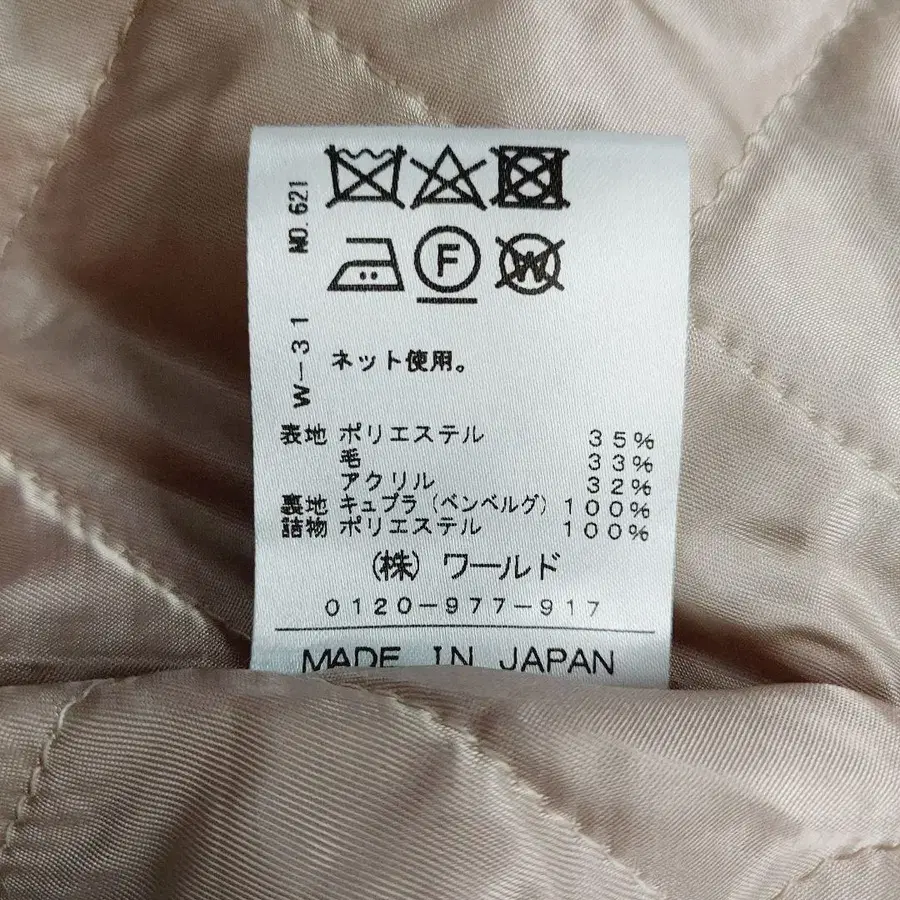 NO. 621
W-31
F
W
ネット使用。
表地 ポリエステル 35%
毛 33%
アクリル 32%
裏地 キュプラ(ベンベルグ) 100%
詰物 ポリエステル 100%
(株) ワールド
0120-977-917
MADE IN JAPAN